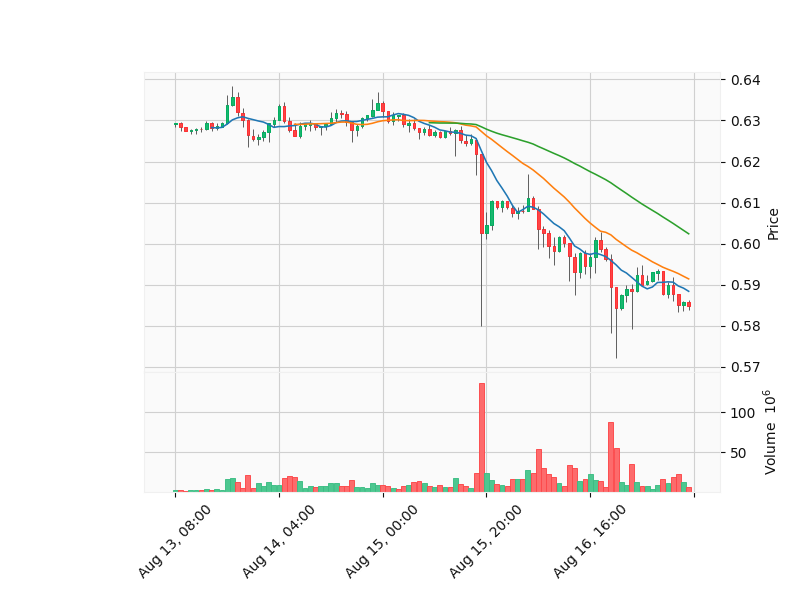 0.64
0.63
0.62
0.61
0.60
0.59
0.58
0.57
Price
100
50
Volume 10^6
Aug 13, 08:00
Aug 14, 04:00
Aug 15, 00:00
Aug 15, 20:00
Aug 16, 16:00